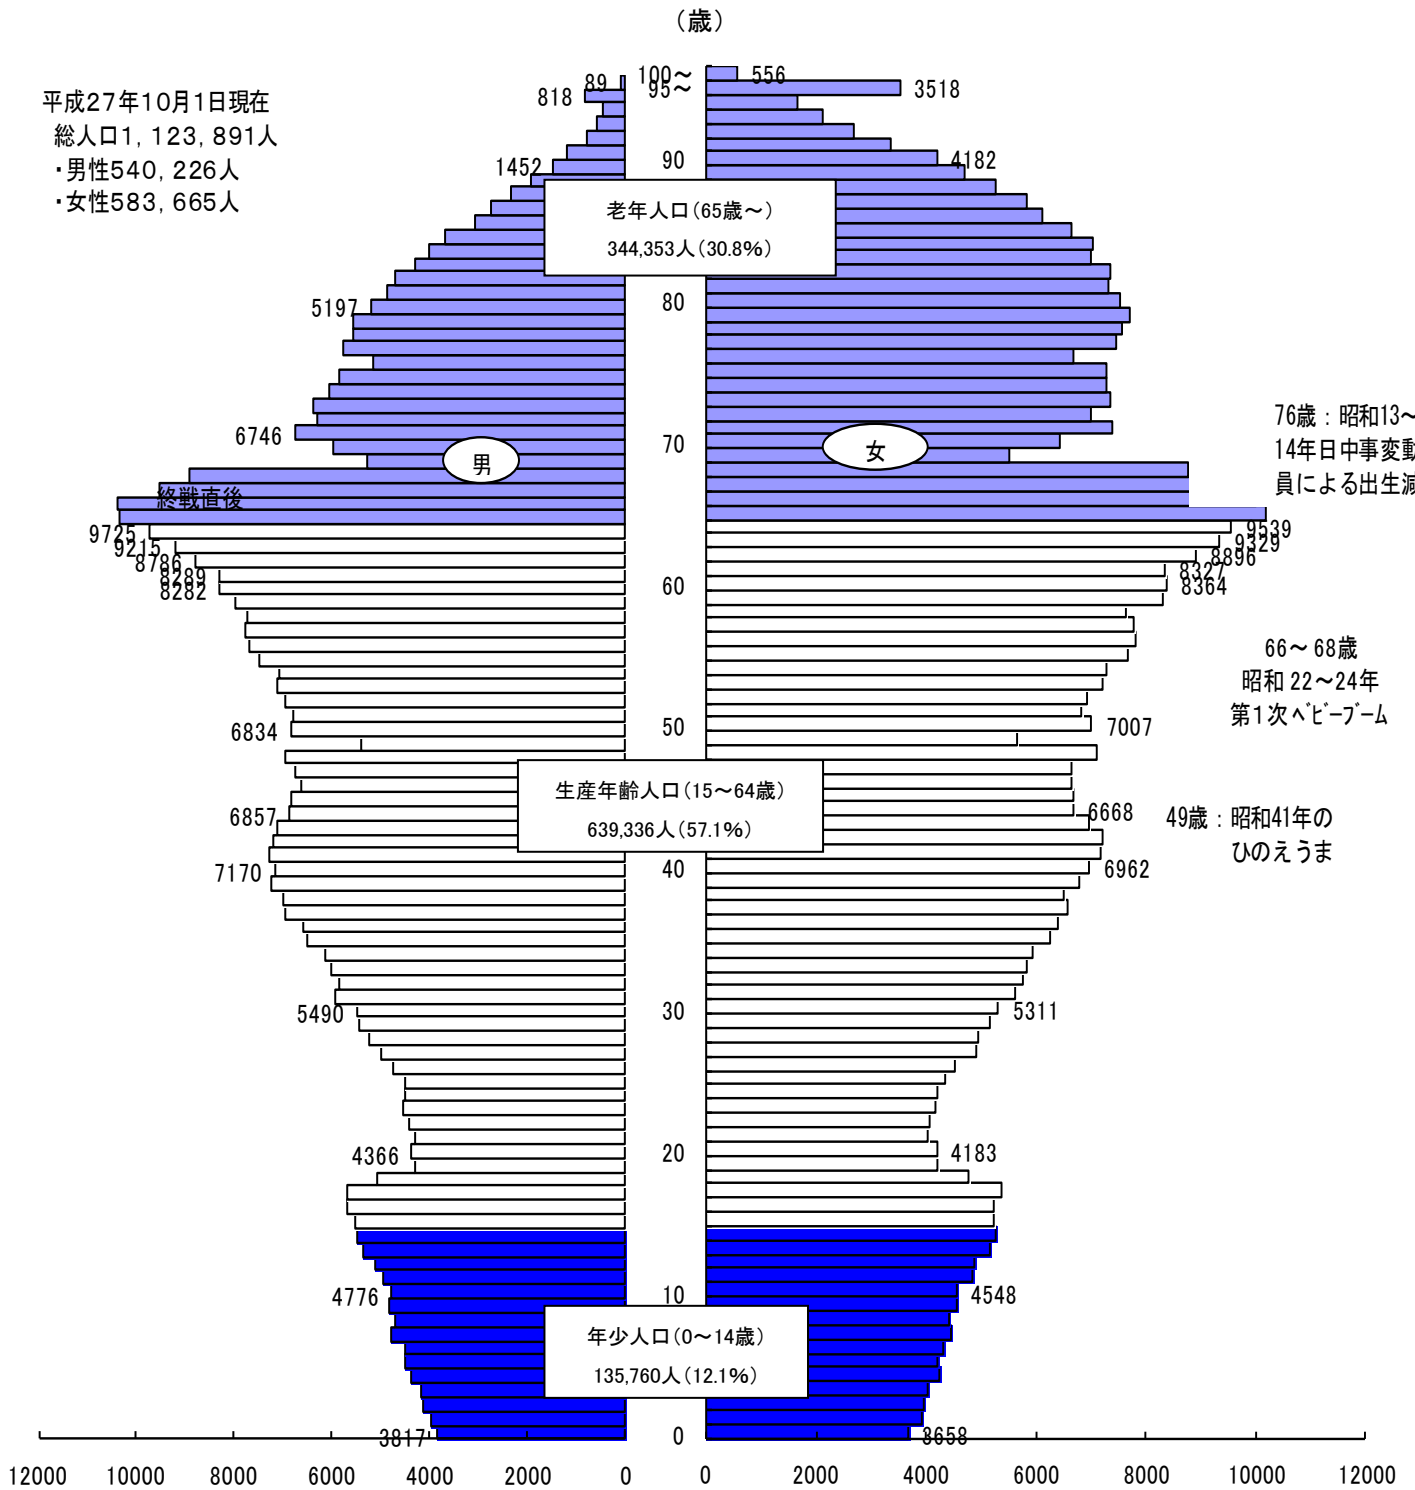 （歳）
平成27年10月1日現在
総人口1，123，891人
・男性540，226人
・女性583，665人
89 100～ 556
818 95～ 3518
1452 90 4182
老年人口（65歳～）
344,353人（30.8％）
5197 80
76歳：昭和13～
14年日中事変動
員による出生減
6746 70
男 女
終戦直後
9725 9539
9215 9329
8786 8896
8289 8327
8282 60 8364
66～68歳
昭和22～24年
第1次ベビーブーム
6834 50 7007
生産年齢人口（15～64歳）
639,336人（57.1％）
6857 6668
49歳：昭和41年の
ひのえうま
7170 40 6962
5490 30 5311
4366 20 4183
4776 10 4548
年少人口（0～14歳）
135,760人（12.1％）
3817 0 3658
12000 10000 8000 6000 4000 2000 0 0 2000 4000 6000 8000 10000 12000